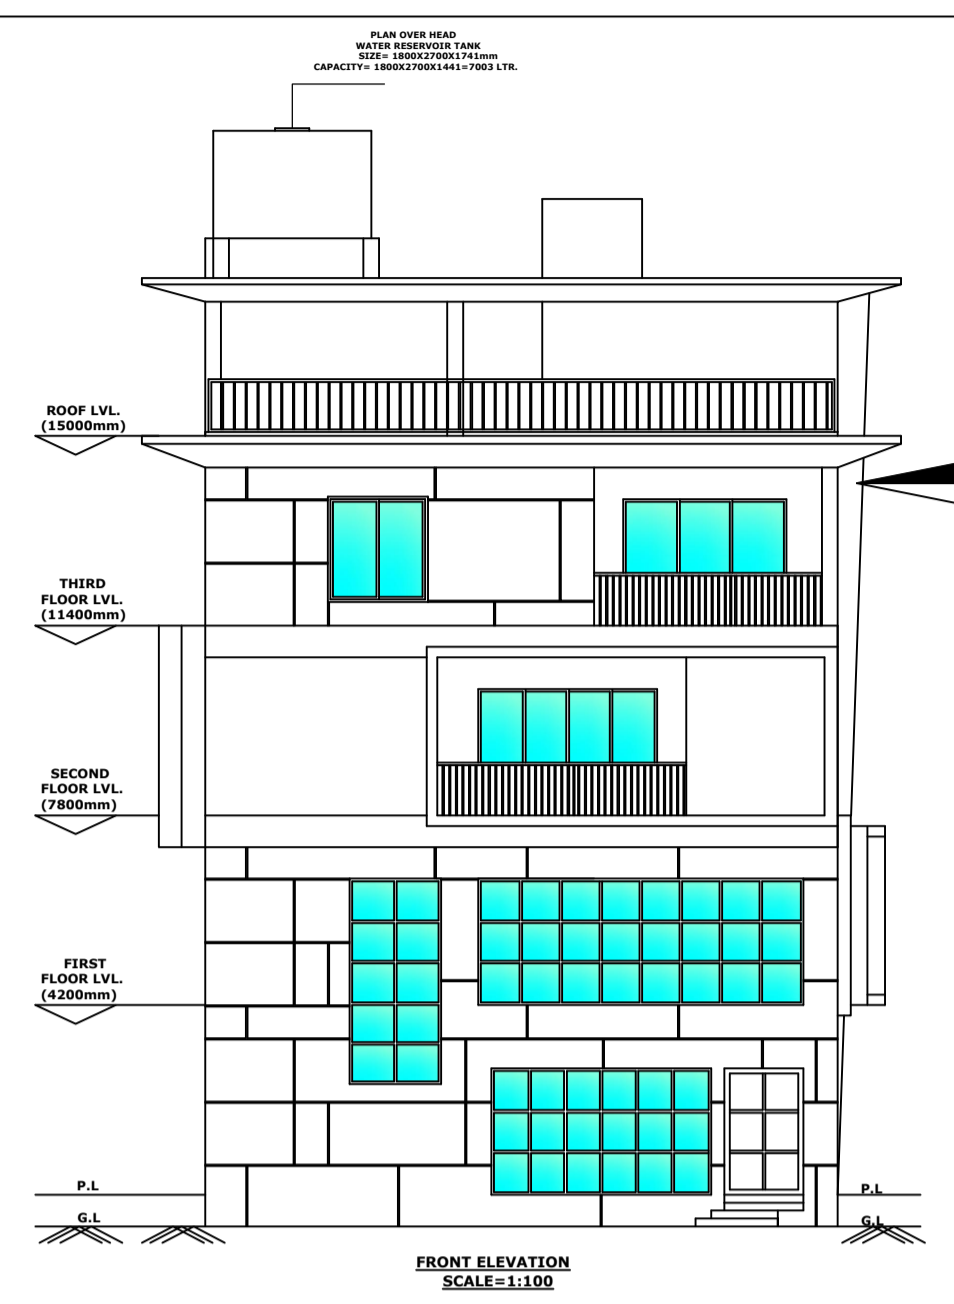 PLAN OVER HEAD
WATER RESERVOIR TANK
SIZE= 1800X2700X1741mm
CAPACITY= 1800X2700X1441=7003 LTR.
ROOF LVL.
(15000mm)
THIRD
FLOOR LVL.
(11400mm)
SECOND
FLOOR LVL.
(7800mm)
FIRST
FLOOR LVL.
(4200mm)
P.L
P.L
G.L
G.L
FRONT ELEVATION
SCALE=1:100